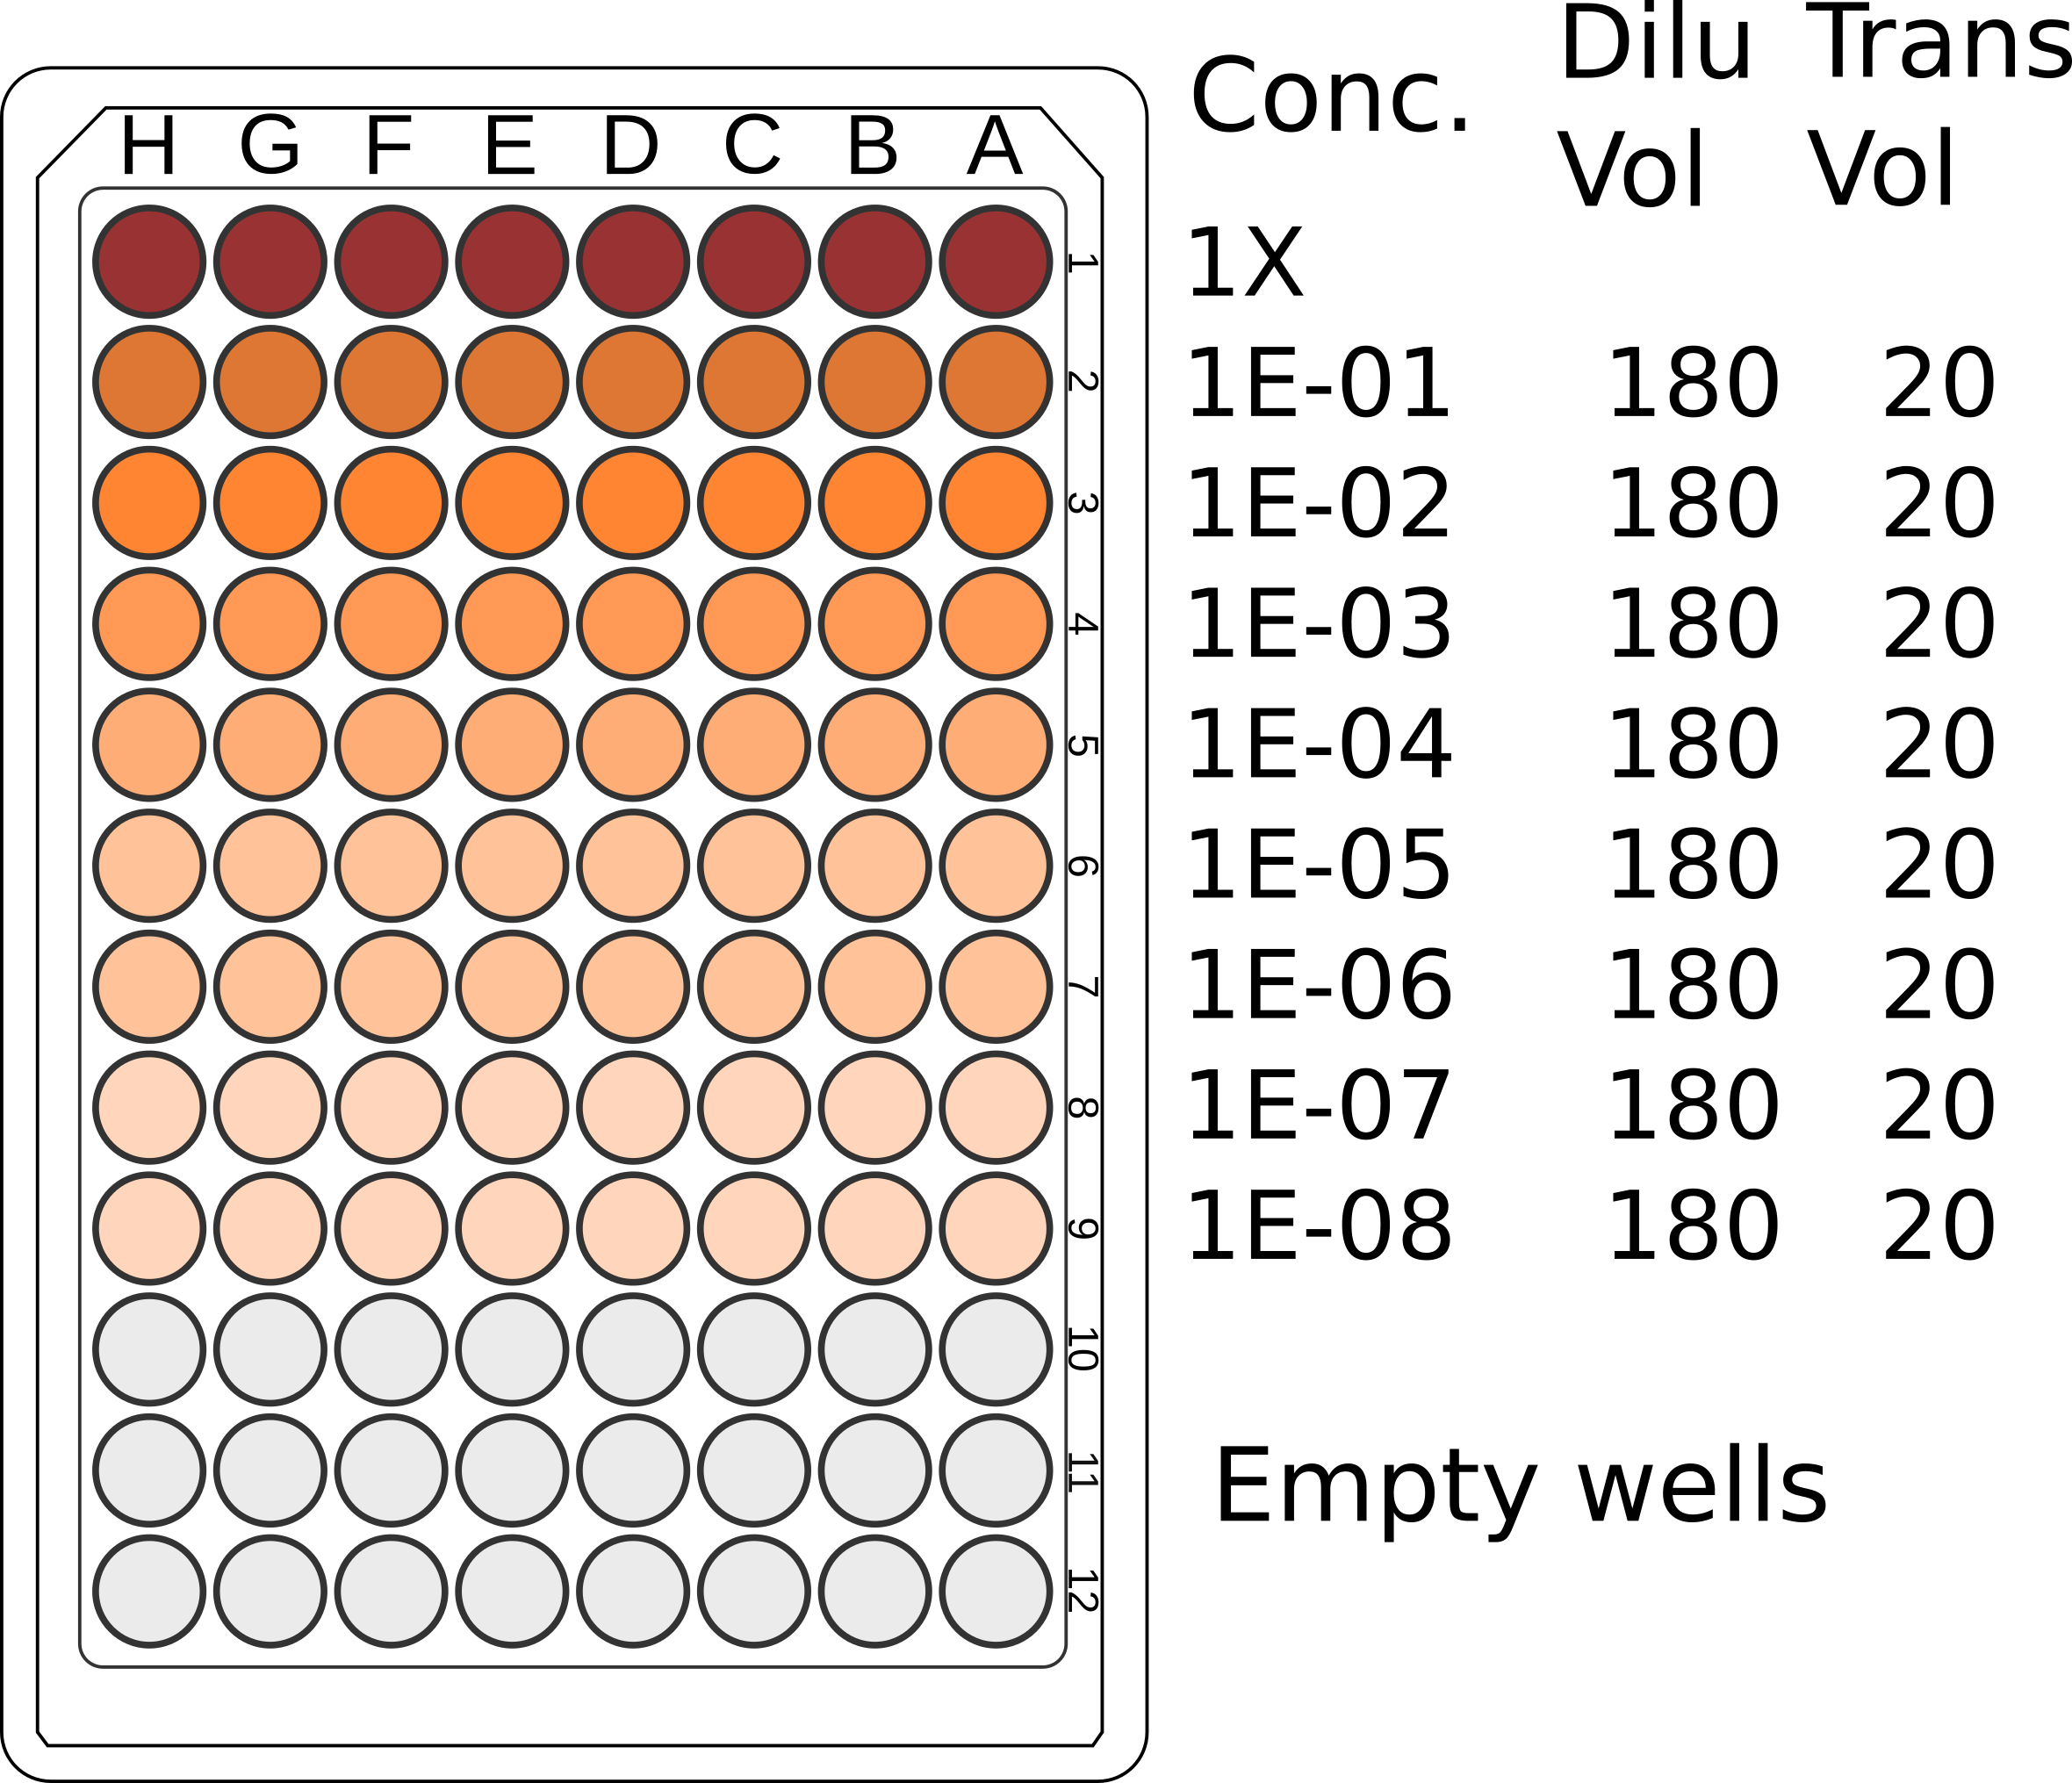 Conc. Dilu Vol Trans Vol
H G F E D C B A
1 1X
2 1E-01 180 20
3 1E-02 180 20
4 1E-03 180 20
5 1E-04 180 20
6 1E-05 180 20
7 1E-06 180 20
8 1E-07 180 20
9 1E-08 180 20
10
11 Empty wells
12